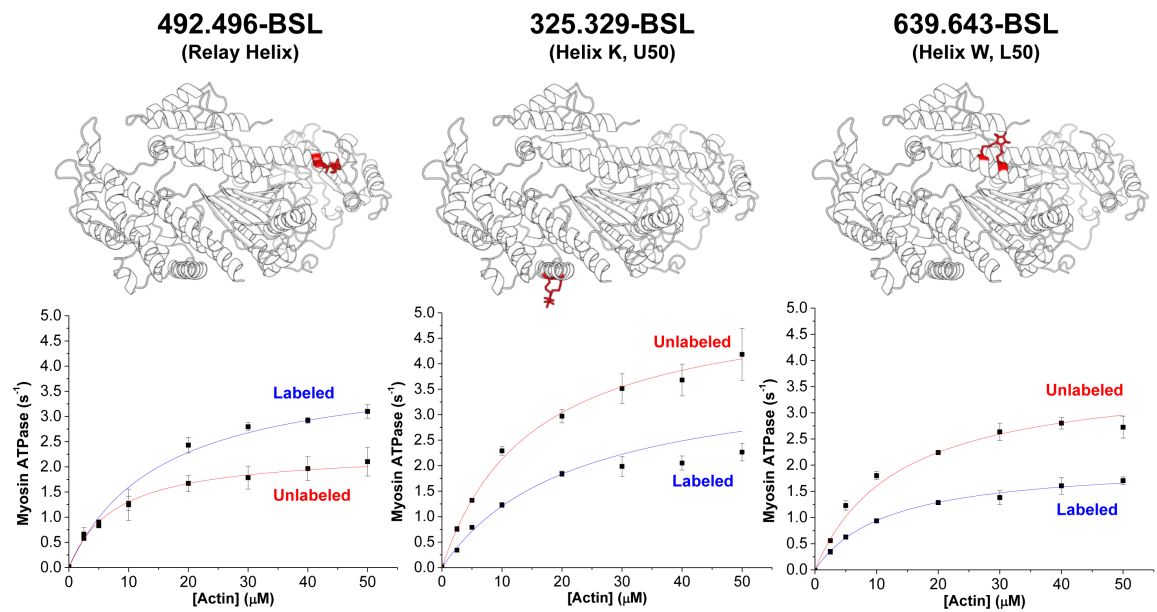 492.496-BSL
(Relay Helix)
325.329-BSL
(Helix K, U50)
639.643-BSL
(Helix W, L50)
5.0
4.5
4.0
3.5
3.0
2.5
2.0
1.5
1.0
0.5
0.0
Myosin ATPase (s⁻¹)
Labeled
Unlabeled
0
10
20
30
40
50
[Actin] (μM)
5.0
4.5
4.0
3.5
3.0
2.5
2.0
1.5
1.0
0.5
0.0
Myosin ATPase (s⁻¹)
Unlabeled
Labeled
0
10
20
30
40
50
[Actin] (μM)
5.0
4.5
4.0
3.5
3.0
2.5
2.0
1.5
1.0
0.5
0.0
Myosin ATPase (s⁻¹)
Unlabeled
Labeled
0
10
20
30
40
50
[Actin] (μM)